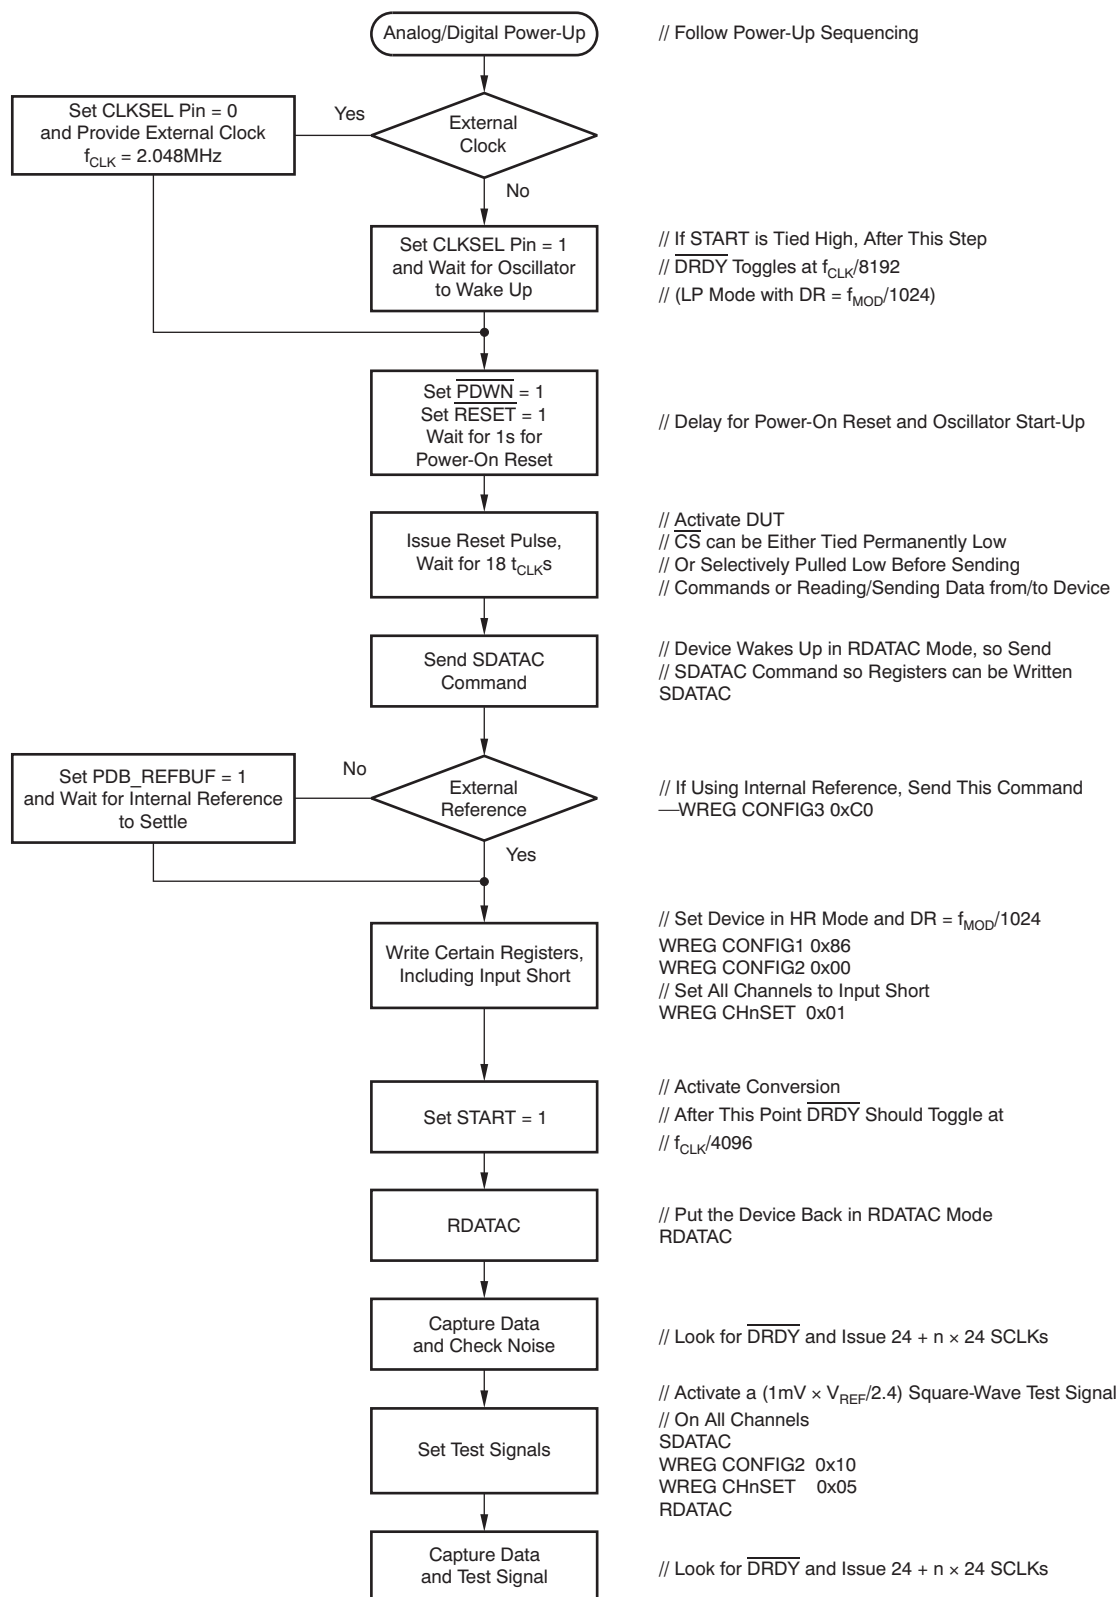 Analog/Digital Power-Up
// Follow Power-Up Sequencing
Set CLKSEL Pin = 0
and Provide External Clock
fCLK = 2.048MHz
Yes
External
Clock
No
Set CLKSEL Pin = 1
and Wait for Oscillator
to Wake Up
// If START is Tied High, After This Step
// DRDY Toggles at fCLK/8192
// (LP Mode with DR = fMOD/1024)
Set PDWN = 1
Set RESET = 1
Wait for 1s for
Power-On Reset
// Delay for Power-On Reset and Oscillator Start-Up
Issue Reset Pulse,
Wait for 18 tCLKs
// Activate DUT
// CS can be Either Tied Permanently Low
// Or Selectively Pulled Low Before Sending
// Commands or Reading/Sending Data from/to Device
Send SDATAC
Command
// Device Wakes Up in RDATAC Mode, so Send
// SDATAC Command so Registers can be Written
SDATAC
Set PDB_REFBUF = 1
and Wait for Internal Reference
to Settle
No
External
Reference
Yes
// If Using Internal Reference, Send This Command
—WREG CONFIG3 0xC0
Write Certain Registers,
Including Input Short
// Set Device in HR Mode and DR = fMOD/1024
WREG CONFIG1 0x86
WREG CONFIG2 0x00
// Set All Channels to Input Short
WREG CHnSET 0x01
Set START = 1
// Activate Conversion
// After This Point DRDY Should Toggle at
// fCLK/4096
RDATAC
// Put the Device Back in RDATAC Mode
RDATAC
Capture Data
and Check Noise
// Look for DRDY and Issue 24 + n × 24 SCLKs
Set Test Signals
// Activate a (1mV × VREF/2.4) Square-Wave Test Signal
// On All Channels
SDATAC
WREG CONFIG2 0x10
WREG CHnSET 0x05
RDATAC
Capture Data
and Test Signal
// Look for DRDY and Issue 24 + n × 24 SCLKs